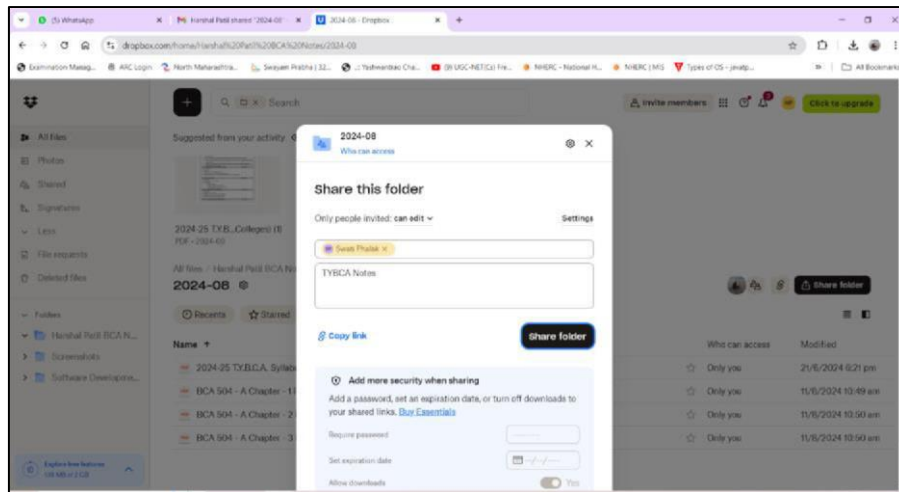 (5) WhatsApp
Harshal Patil shared "2024-08"
2024-08 - Dropbox
dropbox.com/home/Harshal%20Patil%20BCA%20Notes/2024-08
Examination Manag...
ARC Login
North Maharashtra...
Swayam Prabha | 22...
..: Yashwantrao Cha...
(9) UGC-NET(Cs) Fre...
NHERC - National H...
NHERC | MIS
Types of OS - javatp...
All Bookmarks
Search
Invite members
Click to upgrade
All files
Photos
Shared
Signatures
Less
File requests
Deleted files
Folders
Harshal Patil BCA N...
Screenshots
Software Developme...
Explore free features
Suggested from your activity
2024-25 T.Y.B...Colleges) (1)
PDF • 2024-08
All files / Harshal Patil BCA No
2024-08
Recents
Starred
Share folder
Name
Who can access
Modified
2024-25 T.Y.B.C.A. Syllab
Only you
21/6/2024 6:21 pm
BCA 504 - A Chapter - 1
Only you
11/8/2024 10:49 am
BCA 504 - A Chapter - 2
Only you
11/8/2024 10:50 am
BCA 504 - A Chapter - 3
Only you
11/8/2024 10:50 am
2024-08
Who can access
Share this folder
Only people invited: can edit
Settings
Swati Phalak ×
TYBCA Notes
Copy link
Share folder
Add more security when sharing
Add a password, set an expiration date, or turn off downloads to
your shared links. Buy Essentials
Require password
Set expiration date
--/--/----
Allow downloads
Yes